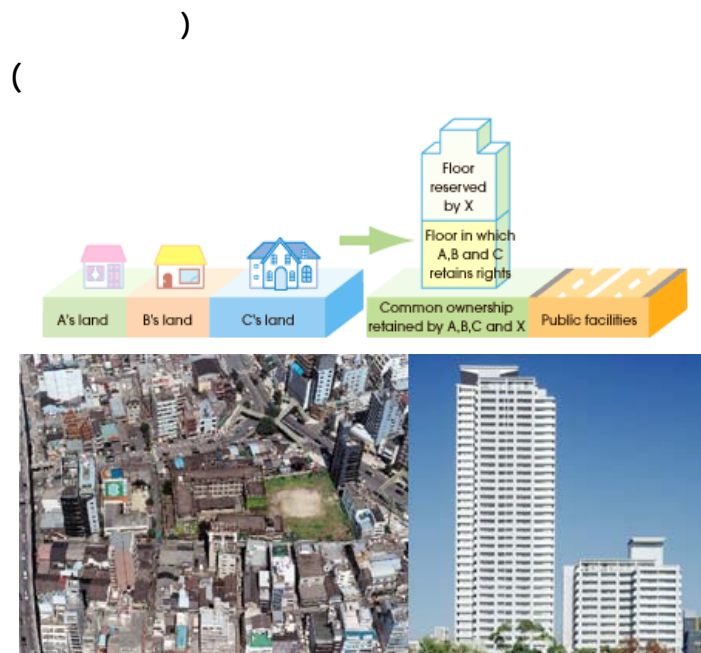 )
(
Floor
reserved
by X
Floor in which
A,B and C
retains rights
A's land
B's land
C's land
Common ownership
retained by A,B,C and X
Public facilities